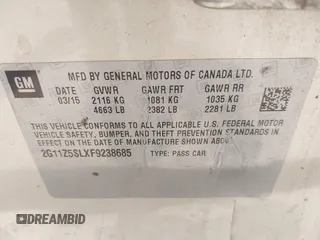 GM
MFD BY GENERAL MOTORS OF CANADA LTD.
DATE GVWR GAWR FRT GAWR RR
03/15 2116 KG 1081 KG 1035 KG
4663 LB 2382 LB 2281 LB
THIS VEHICLE CONFORMS TO ALL APPLICABLE U.S. FEDERAL MOTOR
VEHICLE SAFETY, BUMPER, AND THEFT PREVENTION STANDARDS
IN EFFECT ON THE DATE OF MANUFACTURE SHOWN ABOVE.
2G1125SLXF9238685 TYPE: PASS CAR
DREAMBID